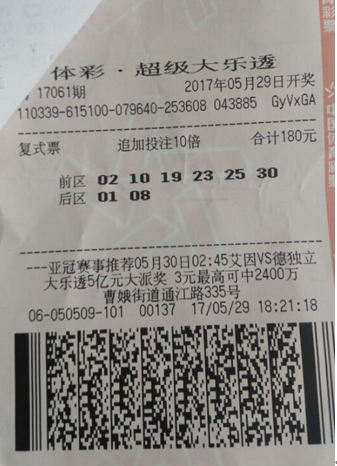 体彩·超级大乐透
17061期 2017年05月29日开奖
110339-615100-079640-253608 043885 GyVxGA
复式票 追加投注10倍 合计180元
前区 02 10 19 23 25 30
后区 01 08
---亚冠赛事推荐05月30日02:45艾因VS德独立
大乐透5亿元大派奖 3元最高可中2400万
曹娥街道通江路335号
06-050509-101 00137 17/05/29 18:21:18
中国体育彩票